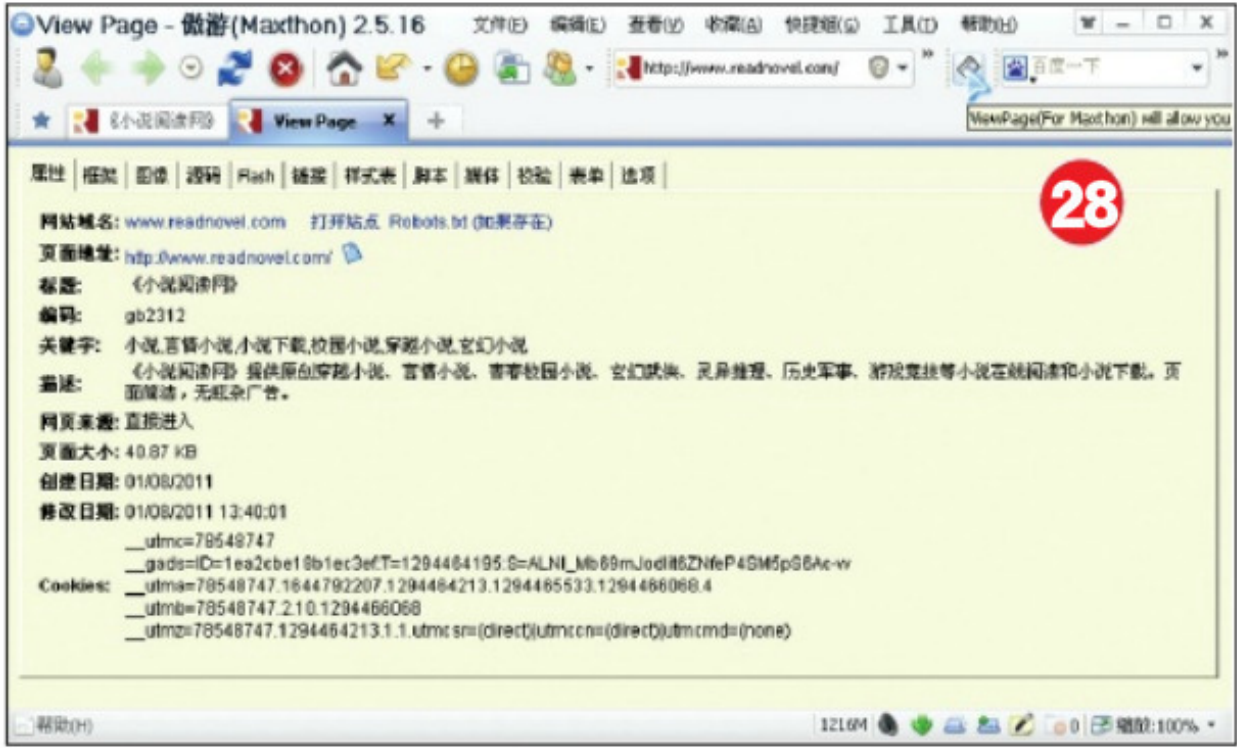 View Page - 傲游(Maxthon) 2.5.16 文件(F) 编辑(E) 查看(V) 收藏(A) 快捷组(G) 工具(T) 帮助(H)
http://www.readnovel.com/ 百度一下
《小说阅读网》 View Page
ViewPage(For Maxthon) will allow you
属性 框架 图像 源码 Flash 链接 样式表 脚本 媒体 校验 表单 选项
28
网站域名: www.readnovel.com 打开站点 Robots.txt (如果存在)
页面地址: http://www.readnovel.com/
标题: 《小说阅读网》
编码: gb2312
关键字: 小说,言情小说,小说下载,校园小说,穿越小说,玄幻小说
描述: 《小说阅读网》提供原创穿越小说、言情小说、青春校园小说、玄幻武侠、灵异推理、历史军事、游戏竞技等小说在线阅读和小说下载。页
面简洁，无繁杂广告。
网页来源: 直接进入
页面大小: 40.87 KB
创建日期: 01/08/2011
修改日期: 01/08/2011 13:40:01
__utmc=78548747
Cookies: __utma=78548747.1644792207.1294464213.1294465533.1294466068.4
__utmb=78548747.2.10.1294466068
__utmz=78548747.1294464213.1.1.utmcsr=(direct)|utmccn=(direct)|utmcmd=(none)
帮助(H) 1216M 0 缩放:100%